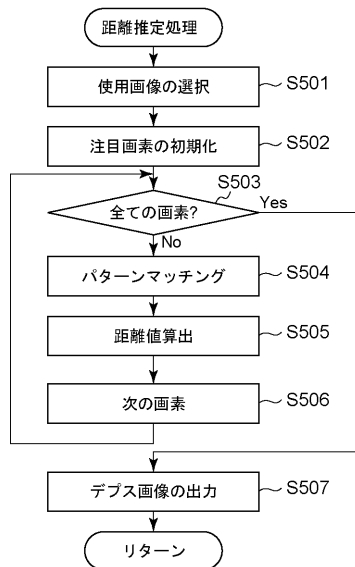 距離推定処理
使用画像の選択
S501
注目画素の初期化
S502
S503
全ての画素?
Yes
No
パターンマッチング
S504
距離値算出
S505
次の画素
S506
デプス画像の出力
S507
リターン